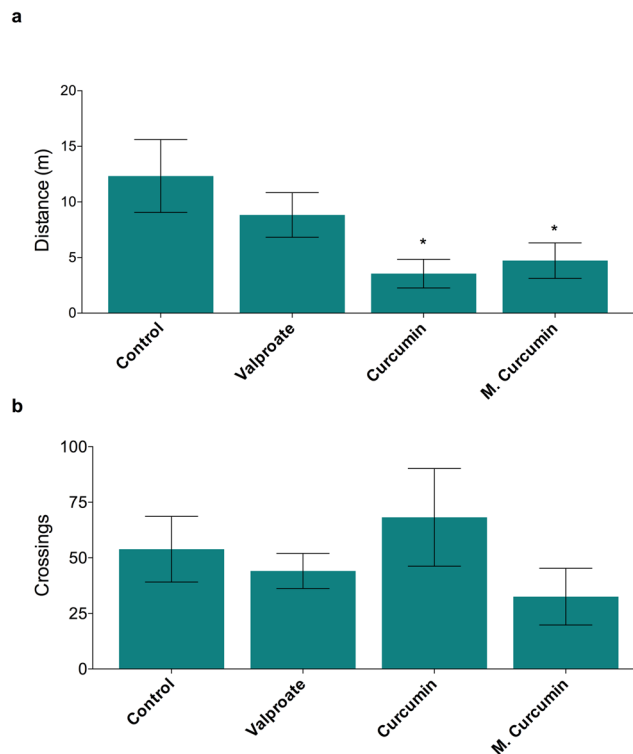 a
20
15
10
5
0
Distance (m)
*
*
Control
Valproate
Curcumin
M. Curcumin
b
100
75
50
25
0
Crossings
Control
Valproate
Curcumin
M. Curcumin